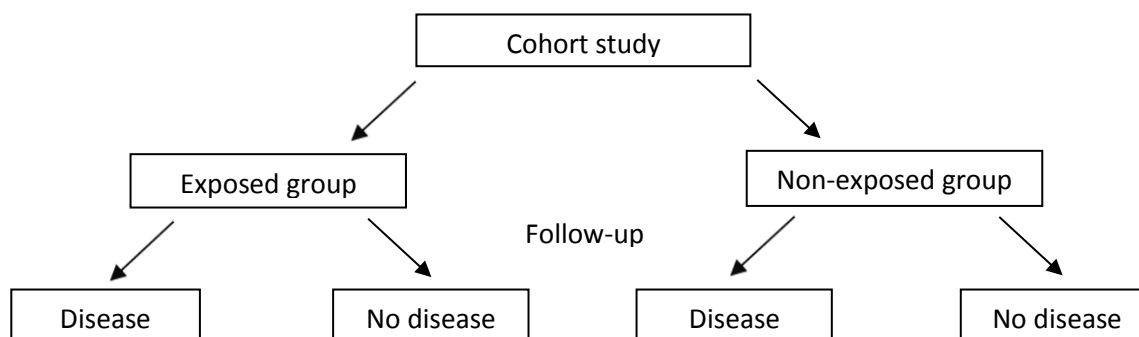 Cohort study
Exposed group
Non-exposed group
Follow-up
Disease
No disease
Disease
No disease